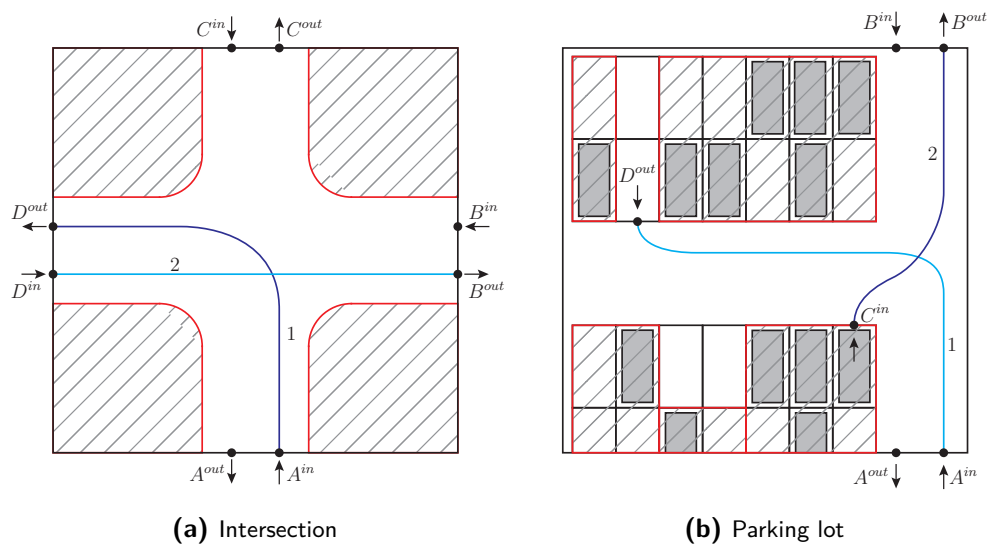 C^{in} C^{out}
D^{out}
B^{in}
2
D^{in}
B^{out}
1
A^{out} A^{in}
(a) Intersection
B^{in} B^{out}
2
D^{out}
C^{in}
1
A^{out} A^{in}
(b) Parking lot